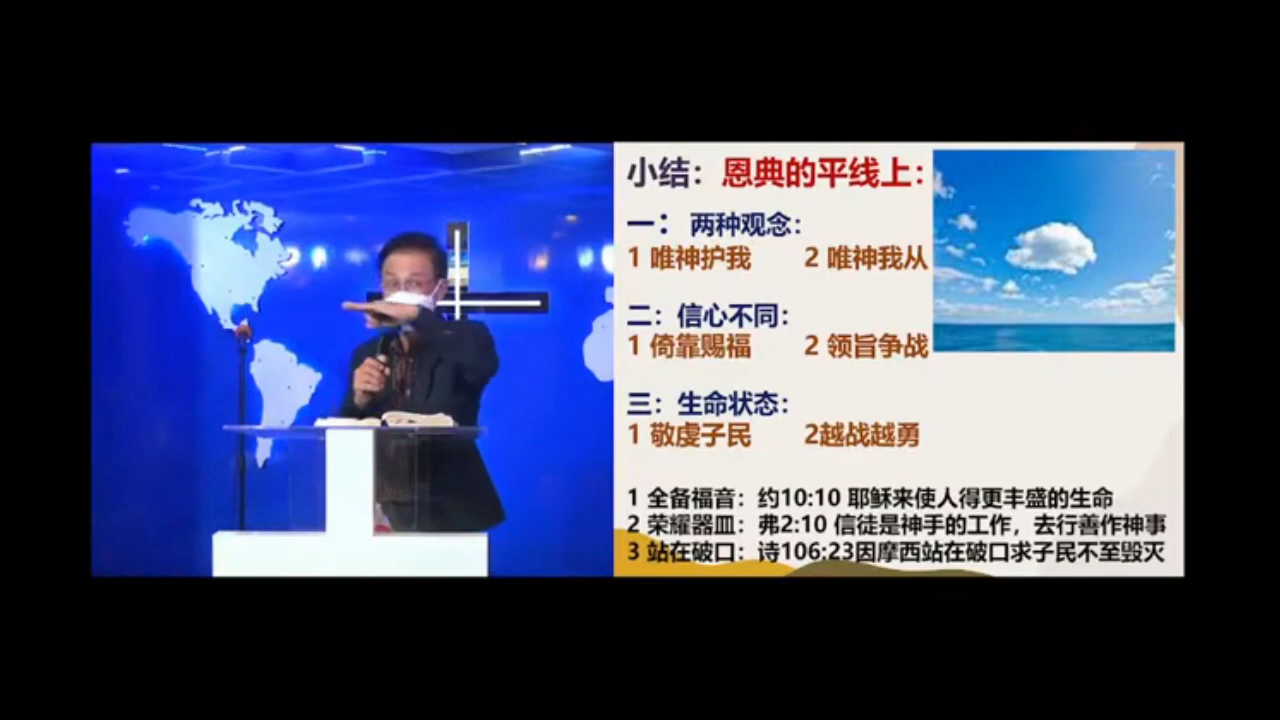 小结：恩典的平线上：
一： 两种观念：
1 唯神护我 2 唯神我从
二：信心不同：
1 倚靠赐福 2 领旨争战
三：生命状态：
1 敬虔子民 2越战越勇
1 全备福音：约10:10 耶稣来使人得更丰盛的生命
2 荣耀器皿：弗2:10 信徒是神手的工作，去行善作神事
3 站在破口：诗106:23因摩西站在破口求子民不至毁灭